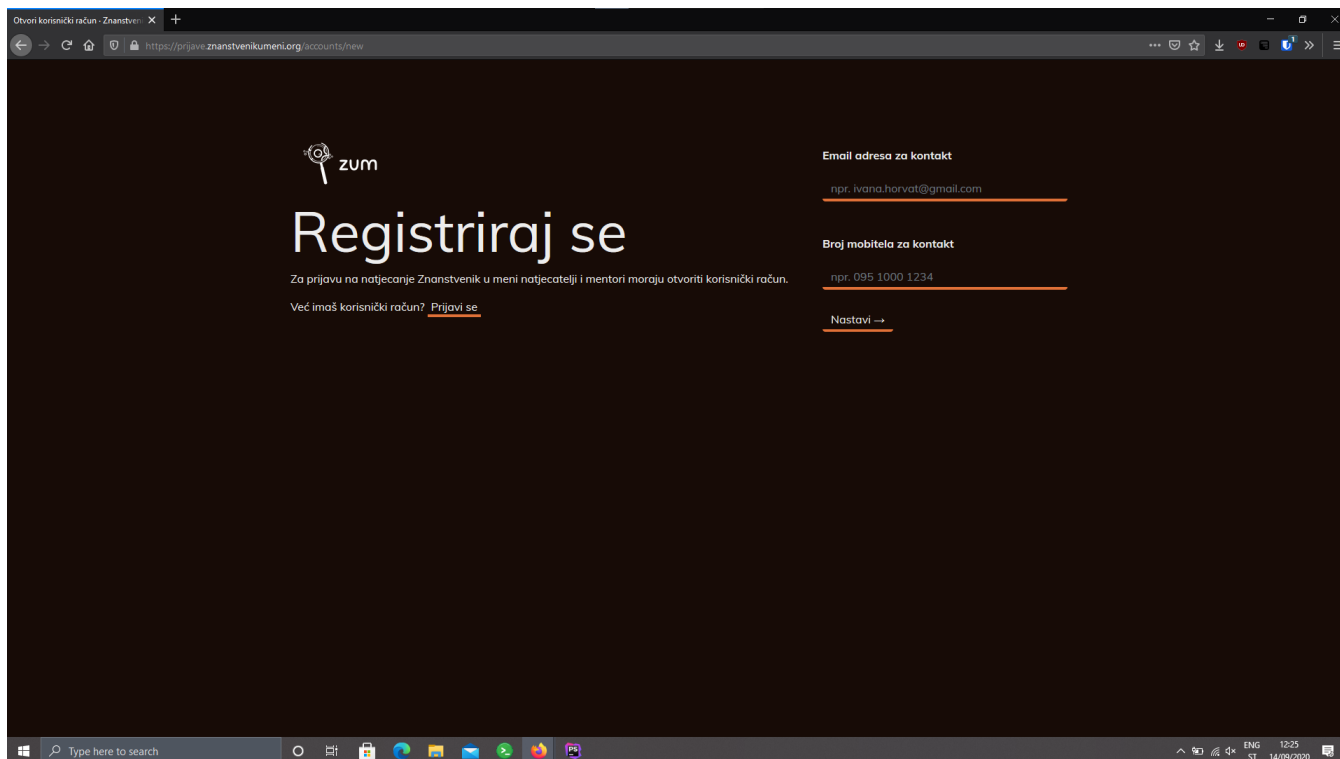 Otvori korisnički račun - Znanstveni
https://prijave.znanstvenikumeni.org/accounts/new
1
zum
Registriraj se
Za prijavu na natjecanje Znanstvenik u meni natjecatelji i mentori moraju otvoriti korisnički račun.
Već imaš korisnički račun? Prijavi se
Email adresa za kontakt
npr. ivana.horvat@gmail.com
Broj mobitela za kontakt
npr. 095 1000 1234
Nastavi →
Type here to search
PS
ENG
ST
12:25
14/09/2020